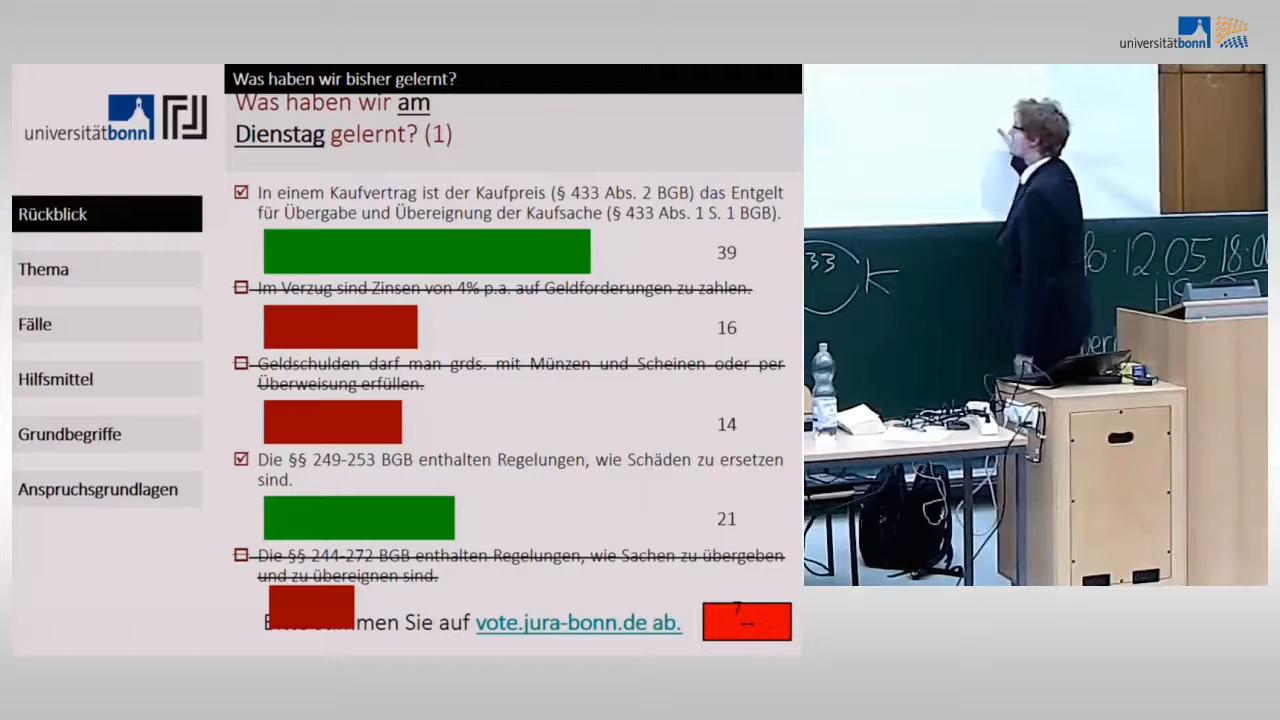 universitätbonn
Was haben wir bisher gelernt?
Was haben wir am
Dienstag gelernt? (1)
universitätbonn
Rückblick
Thema
Fälle
Hilfsmittel
Grundbegriffe
Anspruchsgrundlagen
In einem Kaufvertrag ist der Kaufpreis (§ 433 Abs. 2 BGB) das Entgelt
für Übergabe und Übereignung der Kaufsache (§ 433 Abs. 1 S. 1 BGB).
39
Im Verzug sind Zinsen von 4% p.a. auf Geldforderungen zu zahlen.
16
Geldschulden darf man grds. mit Münzen und Scheinen oder per
Überweisung erfüllen.
14
Die §§ 249-253 BGB enthalten Regelungen, wie Schäden zu ersetzen
sind.
21
Die §§ 244-272 BGB enthalten Regelungen, wie Sachen zu übergeben
und zu übereignen sind.
7
men Sie auf vote.jura-bonn.de ab.
--
33 K
12.05 18:00
H